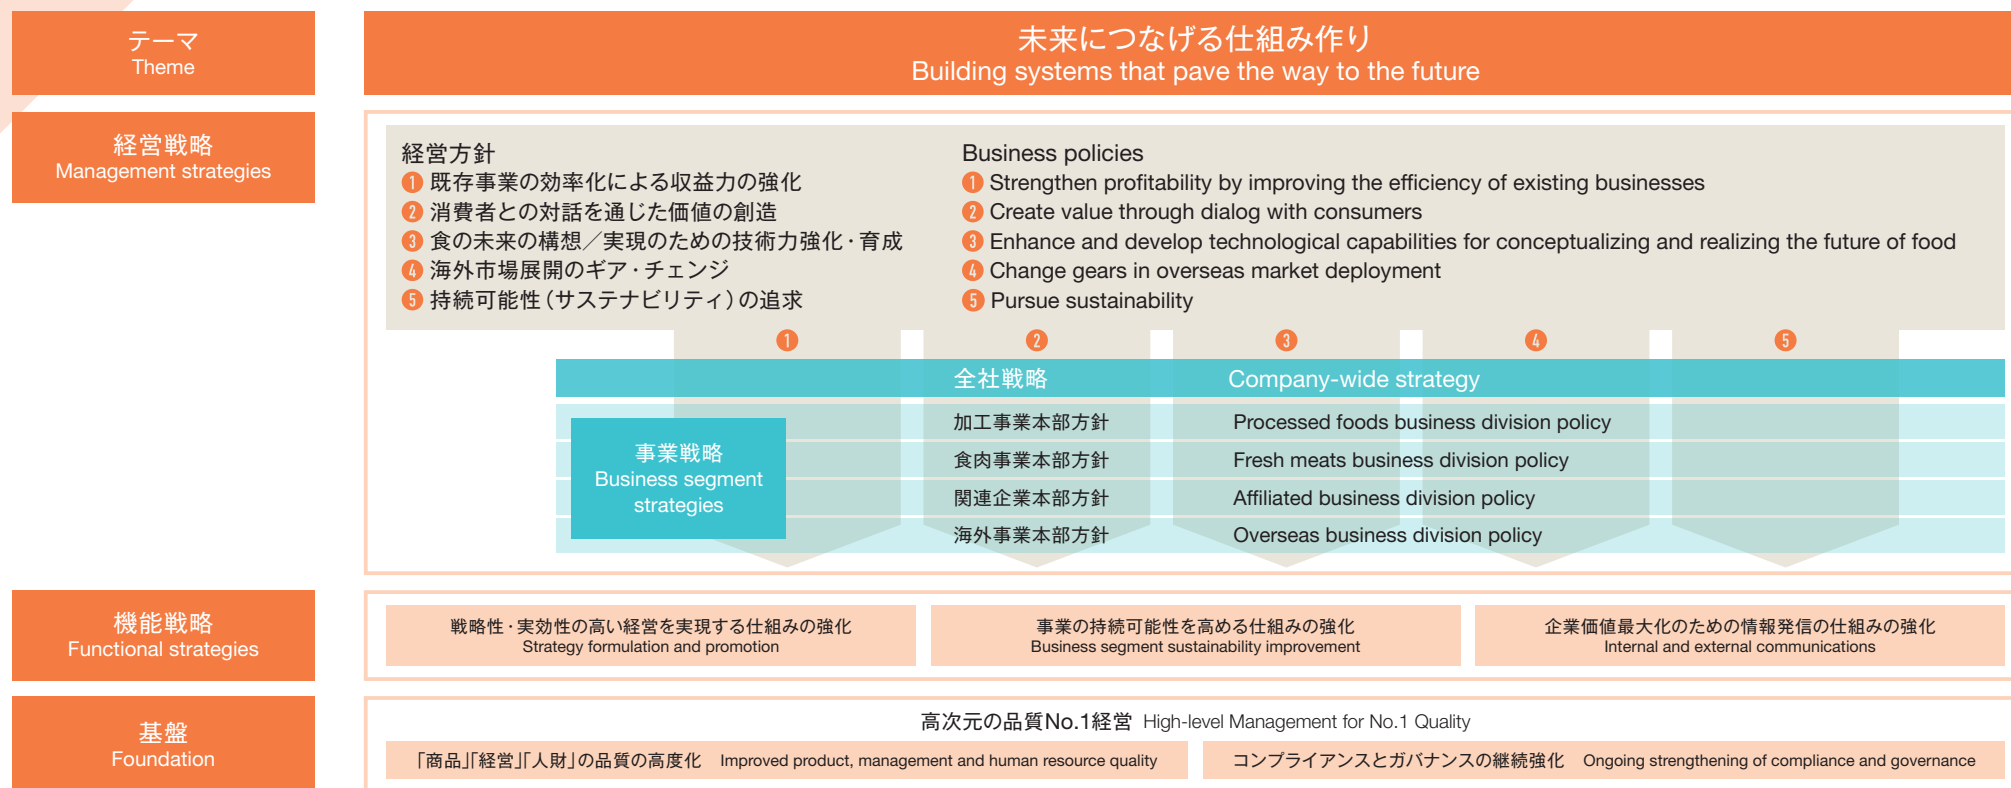 テーマ
Theme
未来につなげる仕組み作り
Building systems that pave the way to the future
経営戦略
Management strategies
経営方針
❶ 既存事業の効率化による収益力の強化
❷ 消費者との対話を通じた価値の創造
❸ 食の未来の構想／実現のための技術力強化・育成
❹ 海外市場展開のギア・チェンジ
❺ 持続可能性（サステナビリティ）の追求
Business policies
❶ Strengthen profitability by improving the efficiency of existing businesses
❷ Create value through dialog with consumers
❸ Enhance and develop technological capabilities for conceptualizing and realizing the future of food
❹ Change gears in overseas market deployment
❺ Pursue sustainability
❶ ❷ ❸ ❹ ❺
全社戦略 Company-wide strategy
事業戦略
Business segment
strategies
加工事業本部方針 Processed foods business division policy
食肉事業本部方針 Fresh meats business division policy
関連企業本部方針 Affiliated business division policy
海外事業本部方針 Overseas business division policy
機能戦略
Functional strategies
戦略性・実効性の高い経営を実現する仕組みの強化
Strategy formulation and promotion
事業の持続可能性を高める仕組みの強化
Business segment sustainability improvement
企業価値最大化のための情報発信の仕組みの強化
Internal and external communications
基盤
Foundation
高次元の品質No.1経営 High-level Management for No.1 Quality
「商品」「経営」「人財」の品質の高度化 Improved product, management and human resource quality
コンプライアンスとガバナンスの継続強化 Ongoing strengthening of compliance and governance